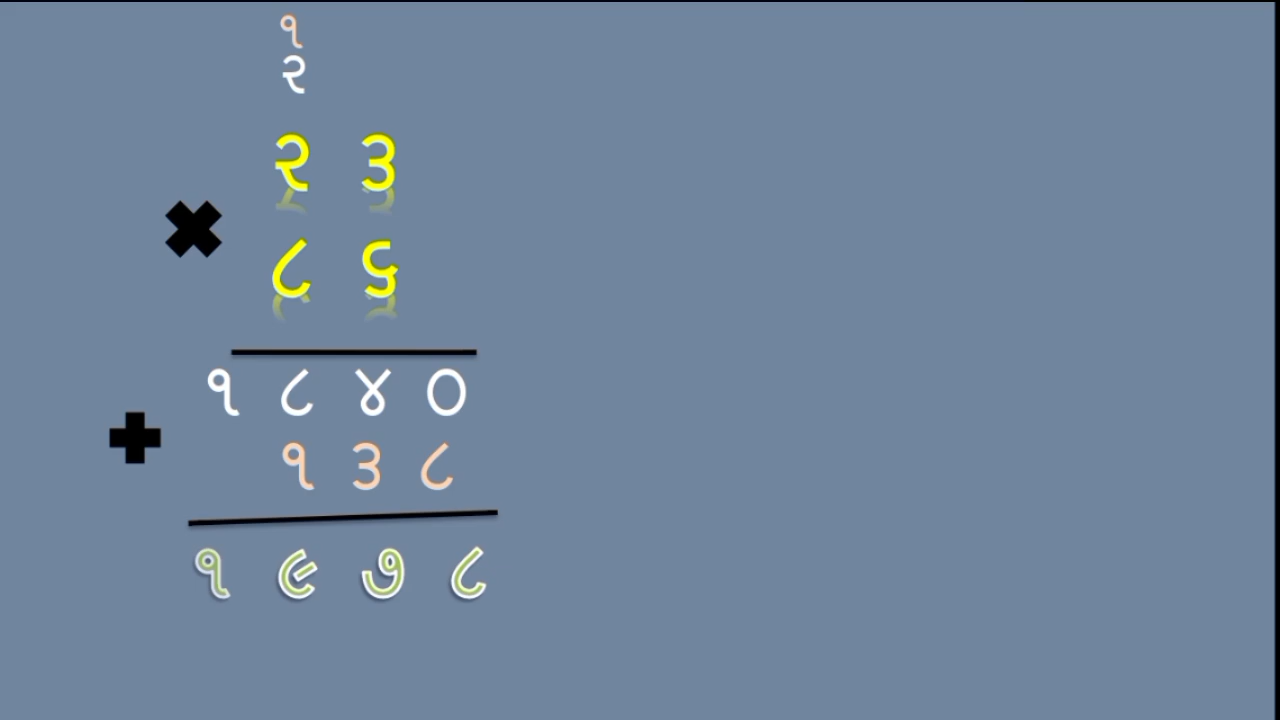 ૧
૨
૨ ૩
× ૮ ૬
૧ ૮ ૪ ૦
+ ૧ ૩ ૮
૧ ૯ ૭ ૮